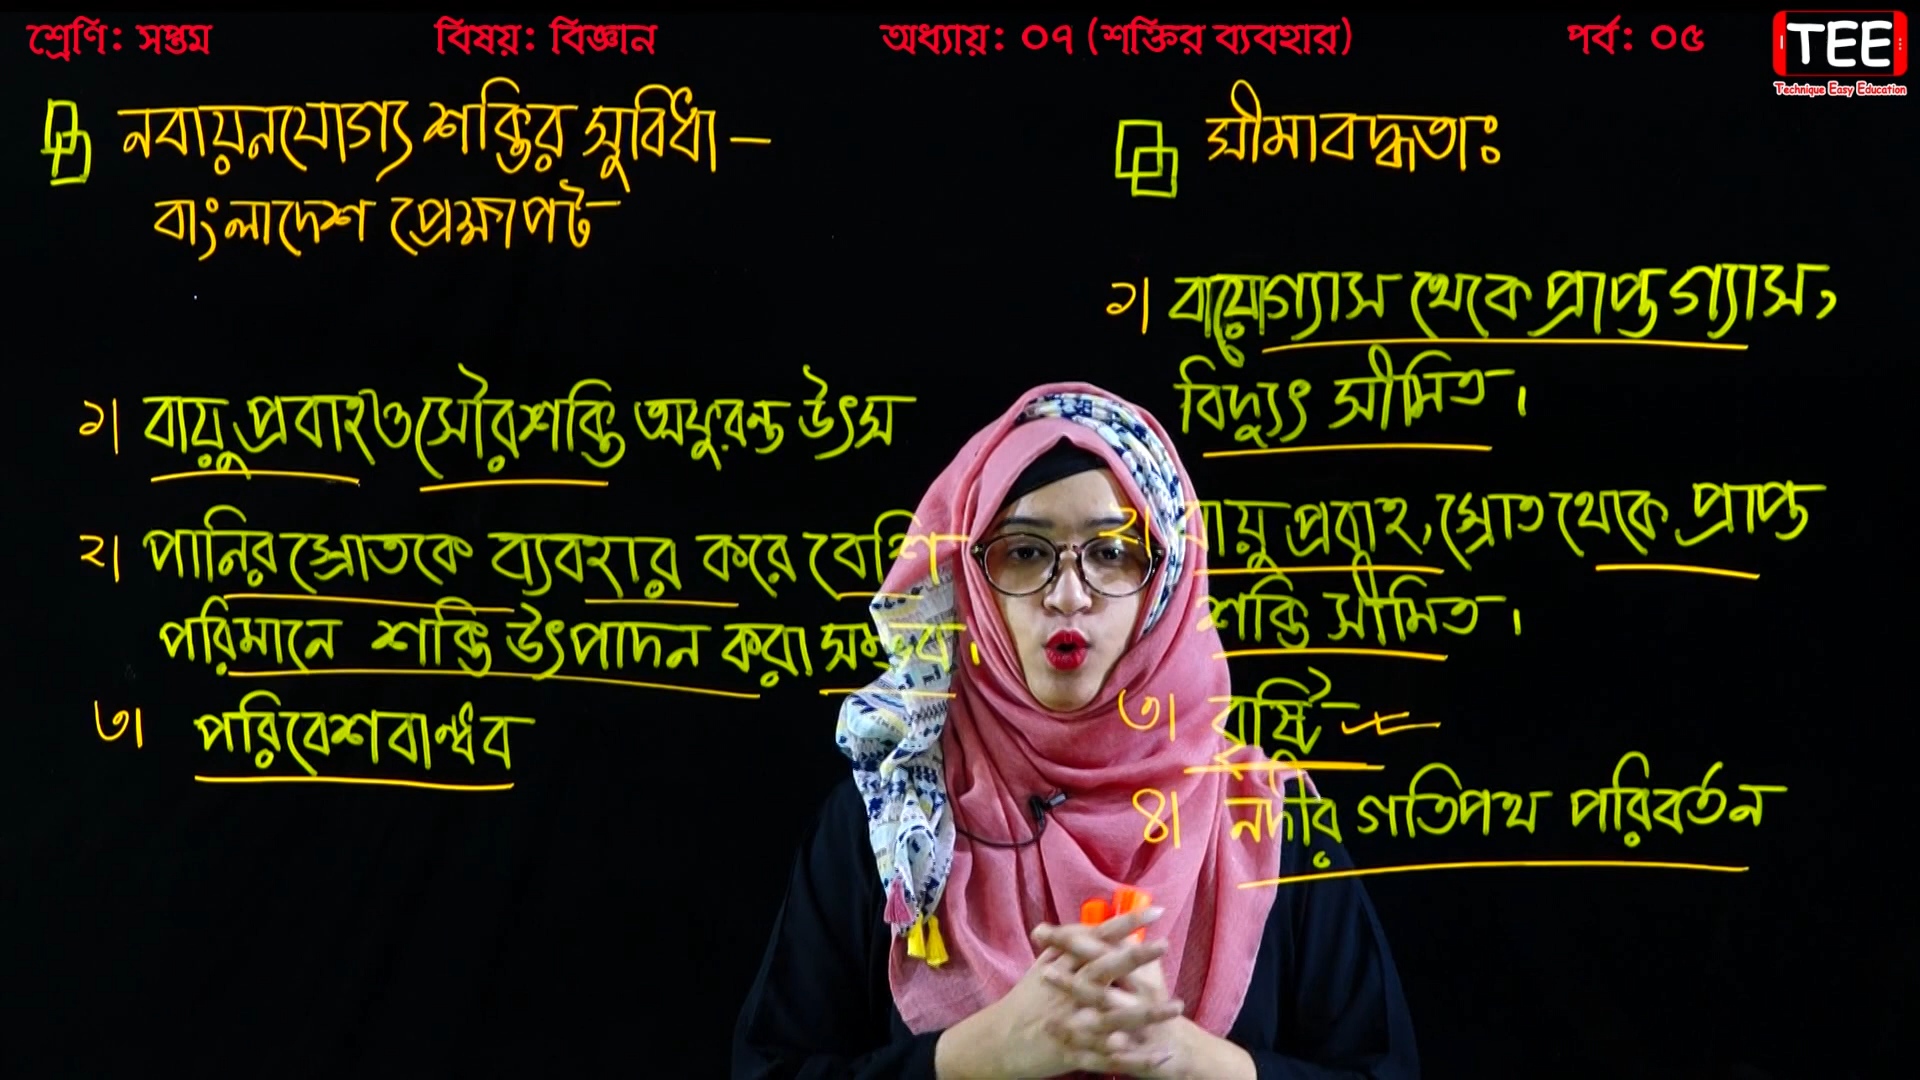 শ্রেণি: সপ্তম
বিষয়: বিজ্ঞান
অধ্যায়: ০৭ (শক্তির ব্যবহার)
পর্ব: ০৫
TEE
Technique Easy Education
নবায়নযোগ্য শক্তির সুবিধা –
বাংলাদেশ প্রেক্ষাপট
১। বায়ু প্রবাহ ও সৌরশক্তি অফুরন্ত উৎস
২। পানির স্রোতকে ব্যবহার করে বেশি
পরিমানে শক্তি উৎপাদন করা সম্ভব।
৩। পরিবেশবান্ধব
সীমাবদ্ধতাঃ
১। বায়োগ্যাস থেকে প্রাপ্ত গ্যাস,
বিদ্যুৎ সীমিত।
২। বায়ু প্রবাহ, স্রোত থেকে প্রাপ্ত
শক্তি সীমিত।
৩। বৃষ্টি
৪। নদীর গতিপথ পরিবর্তন